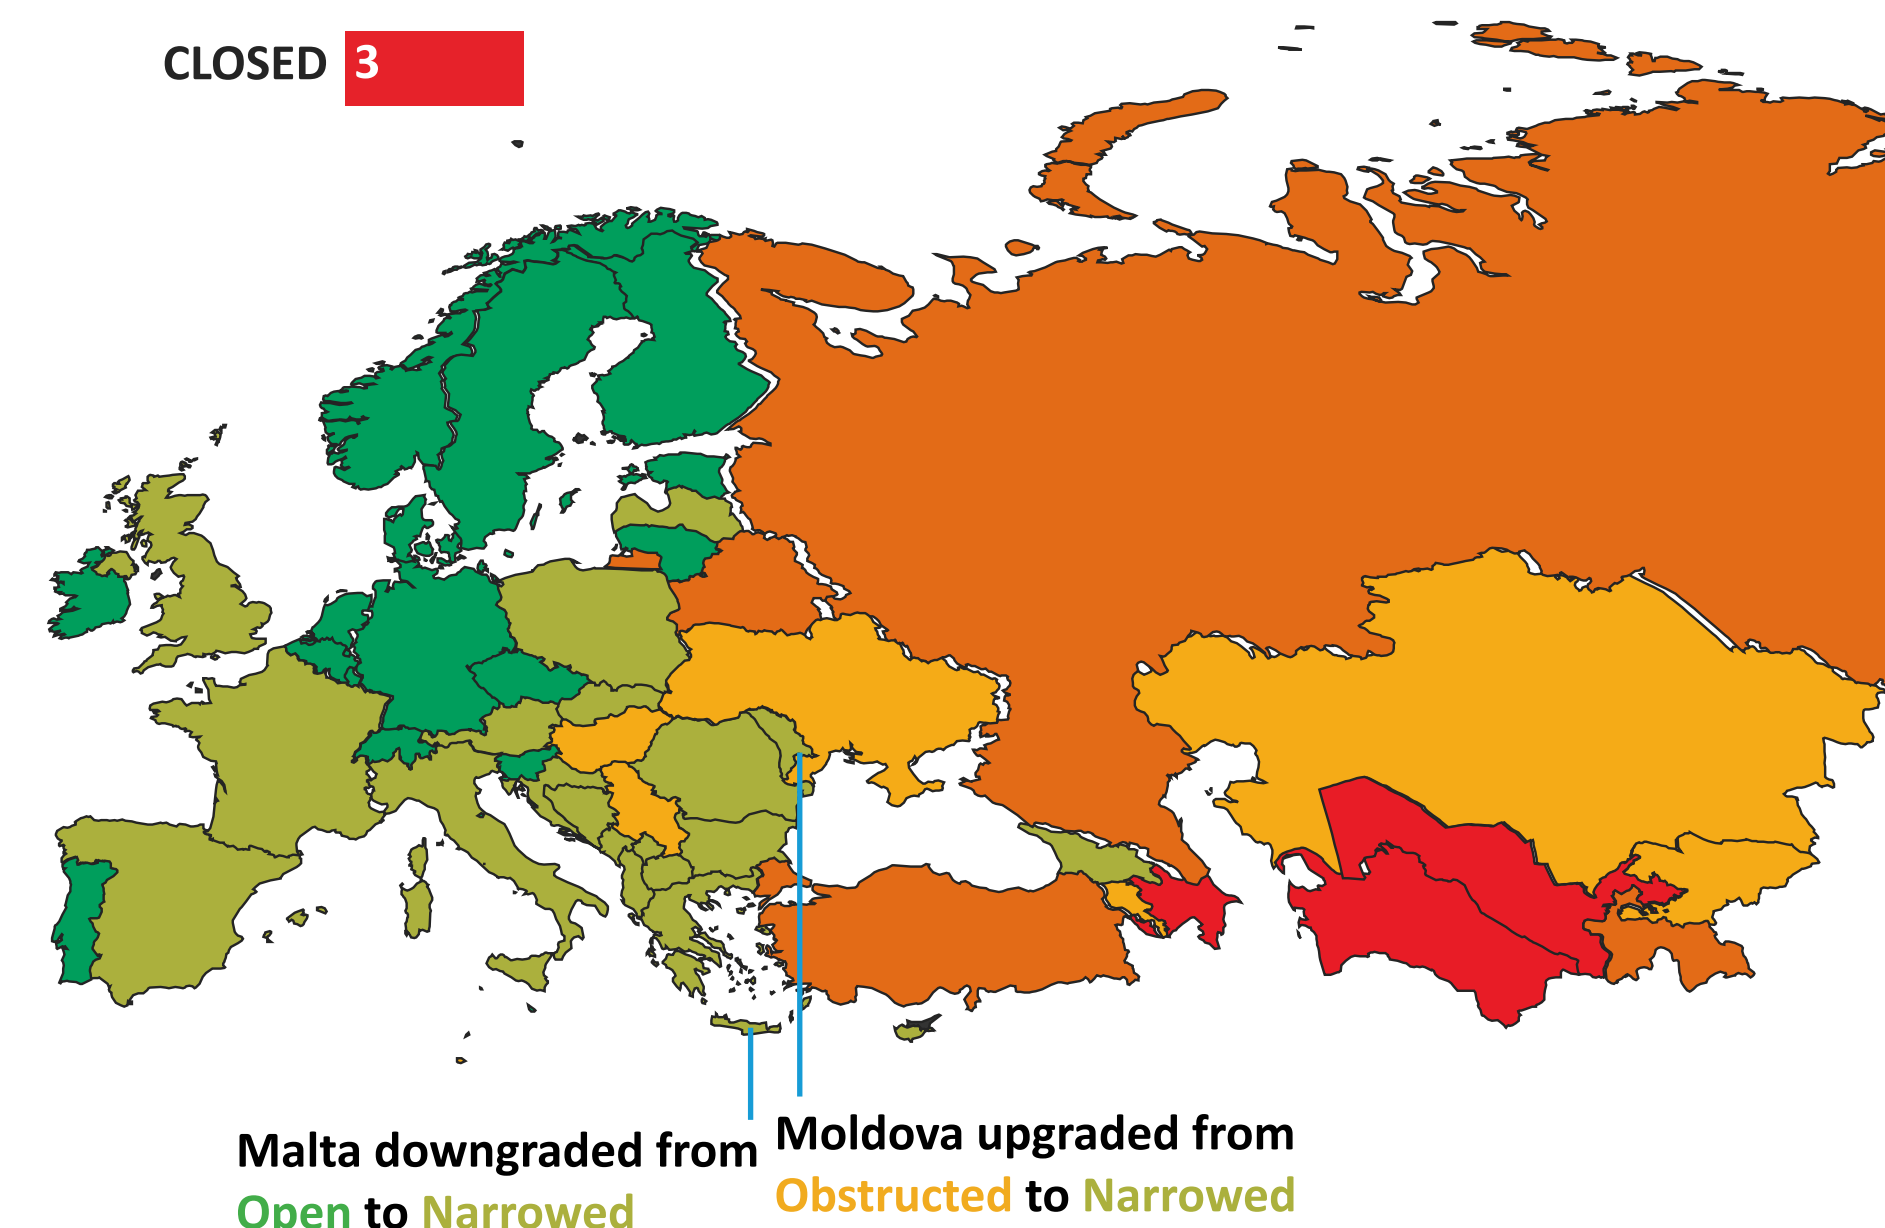 CLOSED 3
Malta downgraded from
Open to Narrowed
Moldova upgraded from
Obstructed to Narrowed